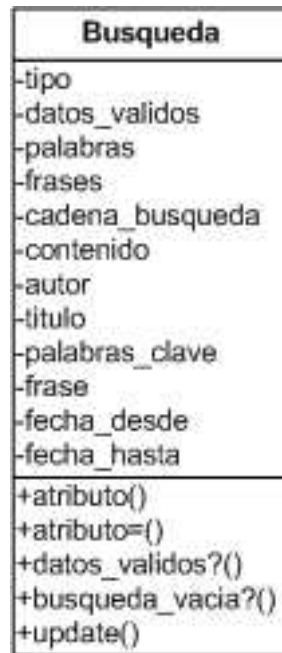 Busqueda
-tipo
-datos_validos
-palabras
-frases
-cadena_busqueda
-contenido
-autor
-titulo
-palabras_clave
-frase
-fecha_desde
-fecha_hasta
+atributo()
+atributo=()
+datos_validos?()
+busqueda_vacia?()
+update()